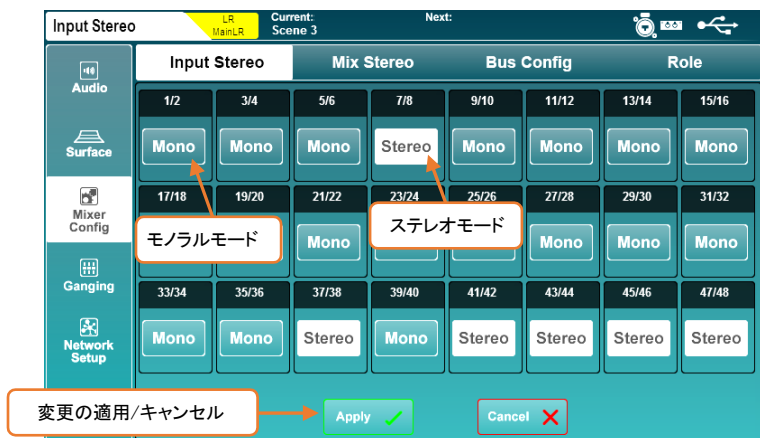 Input Stereo
LR
MainLR
Current:
Scene 3
Next:
Audio
Surface
Mixer
Config
Ganging
Network
Setup
Input Stereo Mix Stereo Bus Config Role
1/2 3/4 5/6 7/8 9/10 11/12 13/14 15/16
Mono Mono Mono Stereo Mono Mono Mono Mono
17/18 19/20 21/22 23/24 25/26 27/28 29/30 31/32
モノラルモード
ステレオモード
Mono Mono Mono Mono
33/34 35/36 37/38 39/40 41/42 43/44 45/46 47/48
Mono Mono Stereo Mono Stereo Stereo Stereo Stereo
変更の適用/キャンセル
Apply Cancel